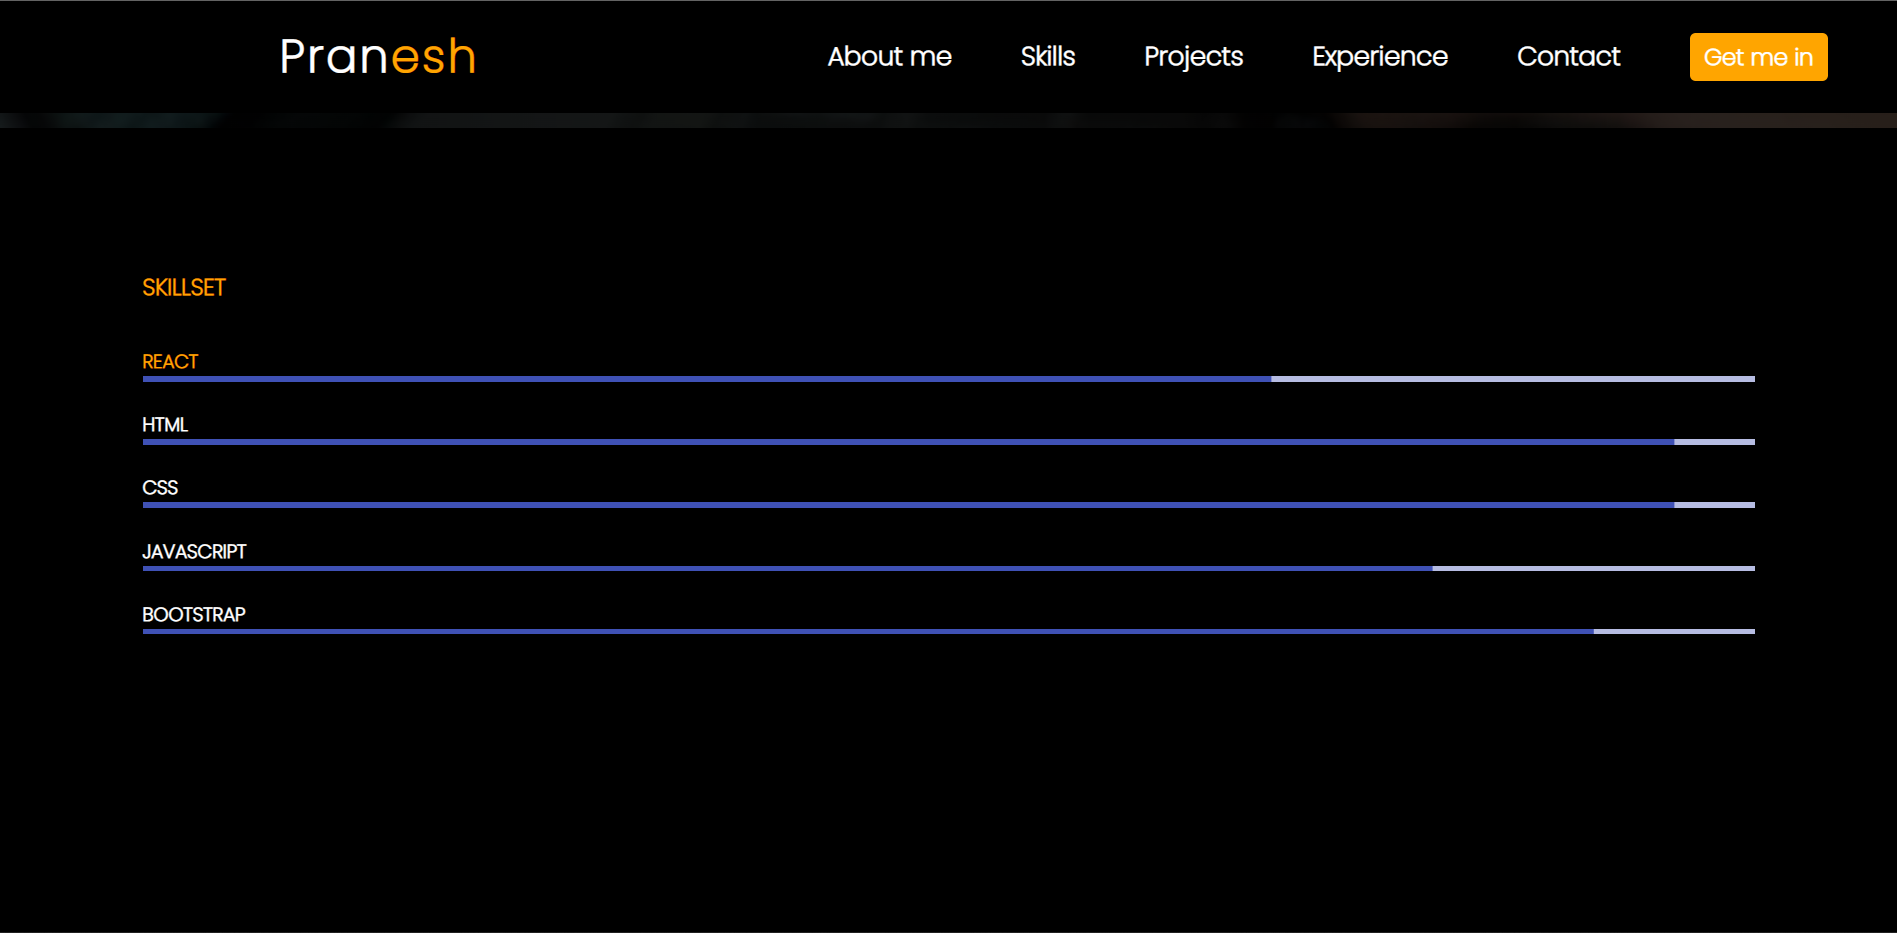 Pranesh
About me Skills Projects Experience Contact Get me in
SKILLSET
REACT
HTML
CSS
JAVASCRIPT
BOOTSTRAP